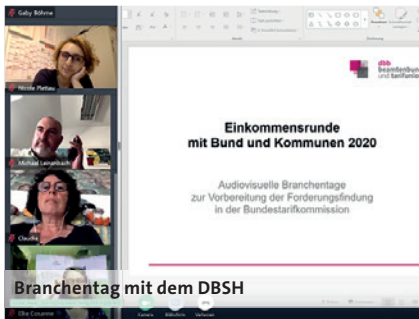 Gaby Böhme
Nicole Plettau
Michael Leinenbach
Claudia
Elke Cosanne
dbb
beamtenbund
und tarifunion
Einkommensrunde
mit Bund und Kommunen 2020
Audiovisuelle Branchentage
zur Vorbereitung der Forderungsfindung
in der Bundestarifkommission
Branchentag mit dem DBSH